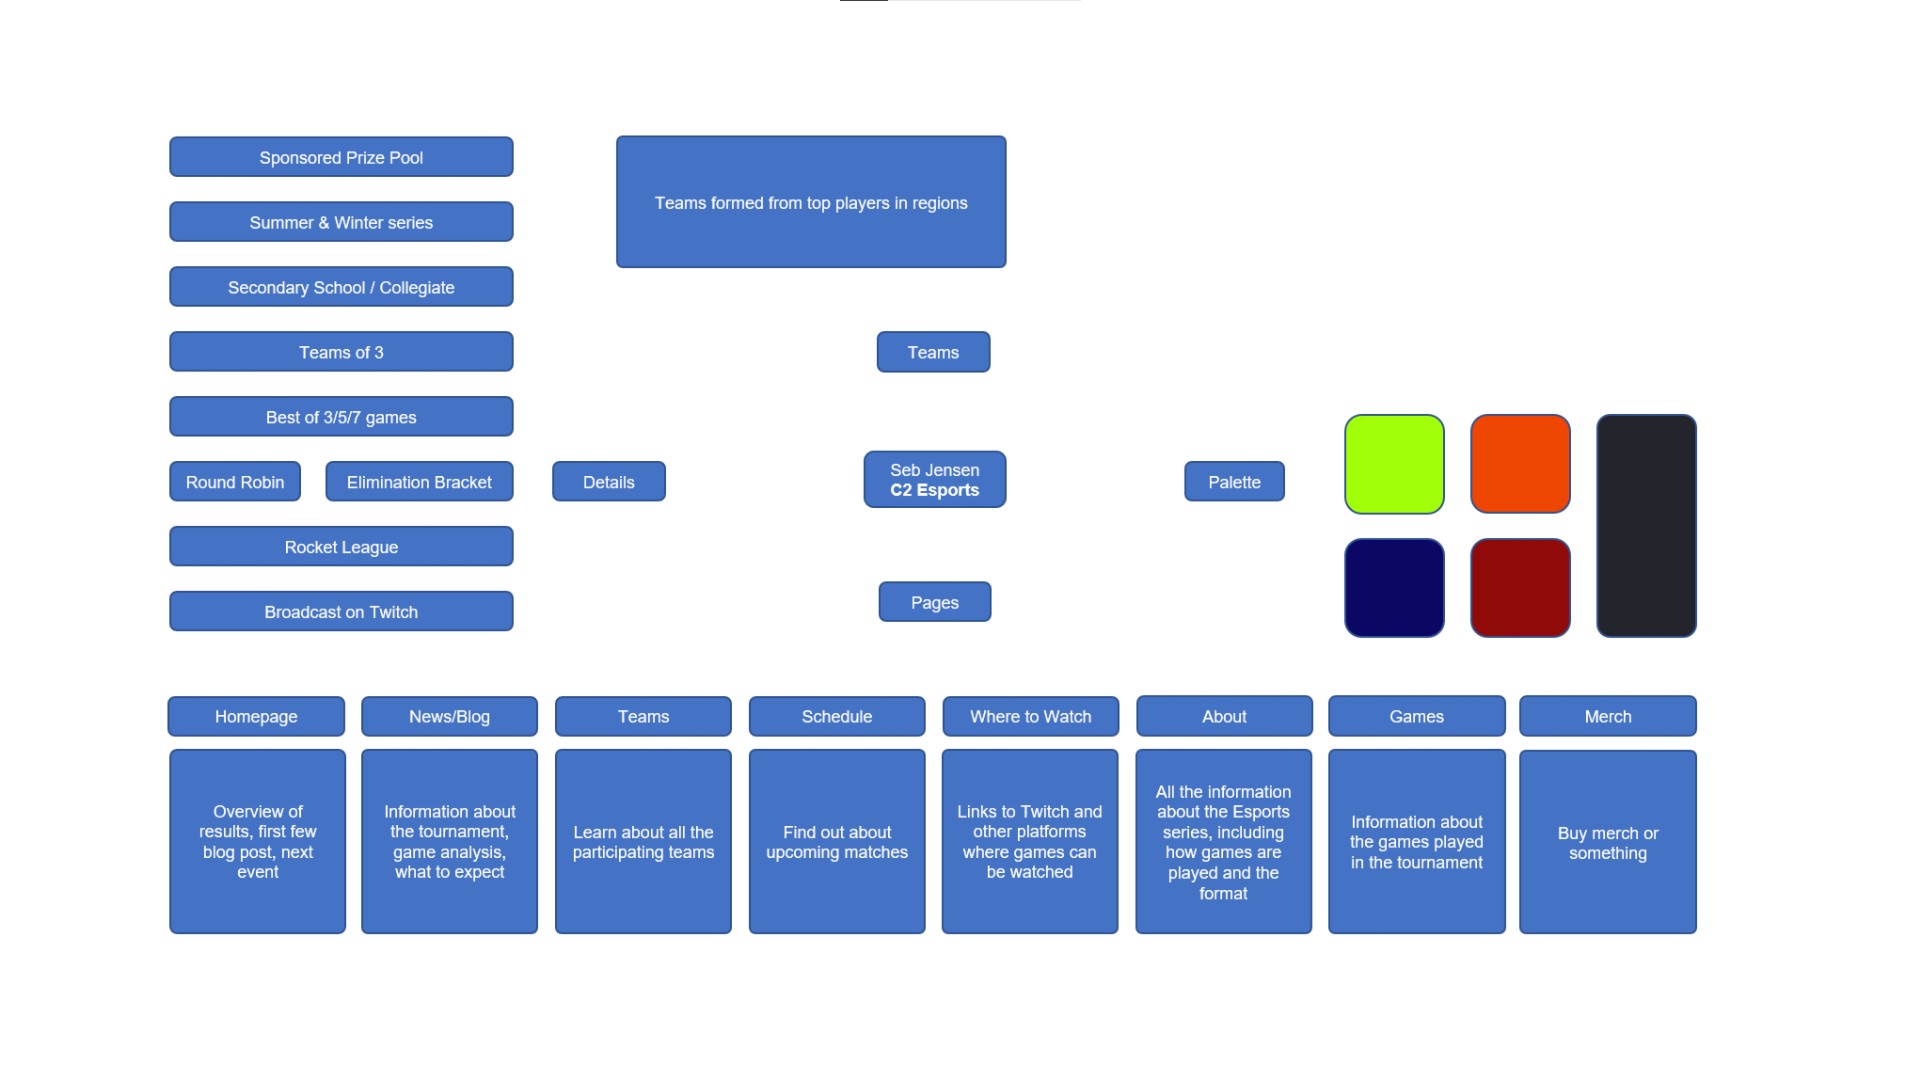 Sponsored Prize Pool
Summer & Winter series
Secondary School / Collegiate
Teams of 3
Best of 3/5/7 games
Round Robin
Elimination Bracket
Rocket League
Broadcast on Twitch
Details
Teams formed from top players in regions
Teams
Seb Jensen
C2 Esports
Palette
Pages
Homepage
Overview of
results, first few
blog post, next
event
News/Blog
Information about
the tournament,
game analysis,
what to expect
Teams
Learn about all the
participating teams
Schedule
Find out about
upcoming matches
Where to Watch
Links to Twitch and
other platforms
where games can
be watched
About
All the information
about the Esports
series, including
how games are
played and the
format
Games
Information about
the games played
in the tournament
Merch
Buy merch or
something